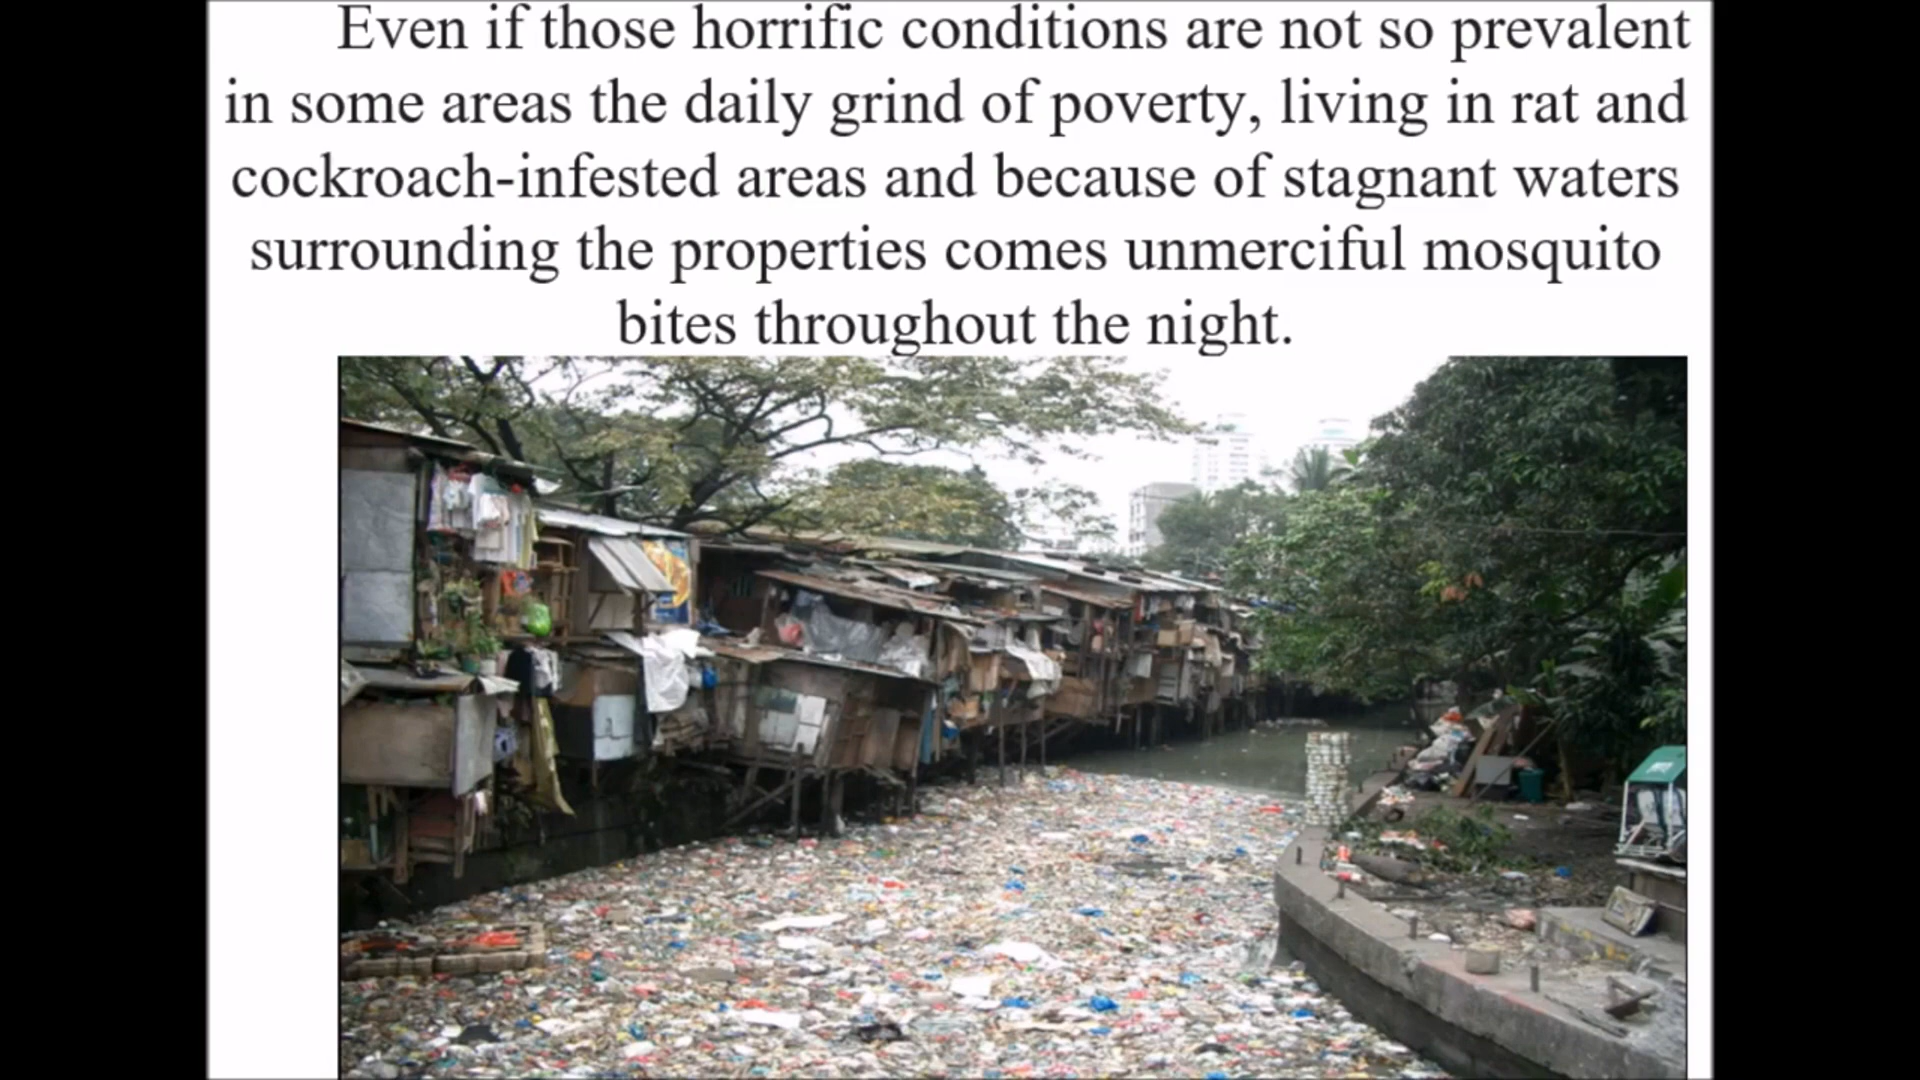 Even if those horrific conditions are not so prevalent
in some areas the daily grind of poverty, living in rat and
cockroach-infested areas and because of stagnant waters
surrounding the properties comes unmerciful mosquito
bites throughout the night.